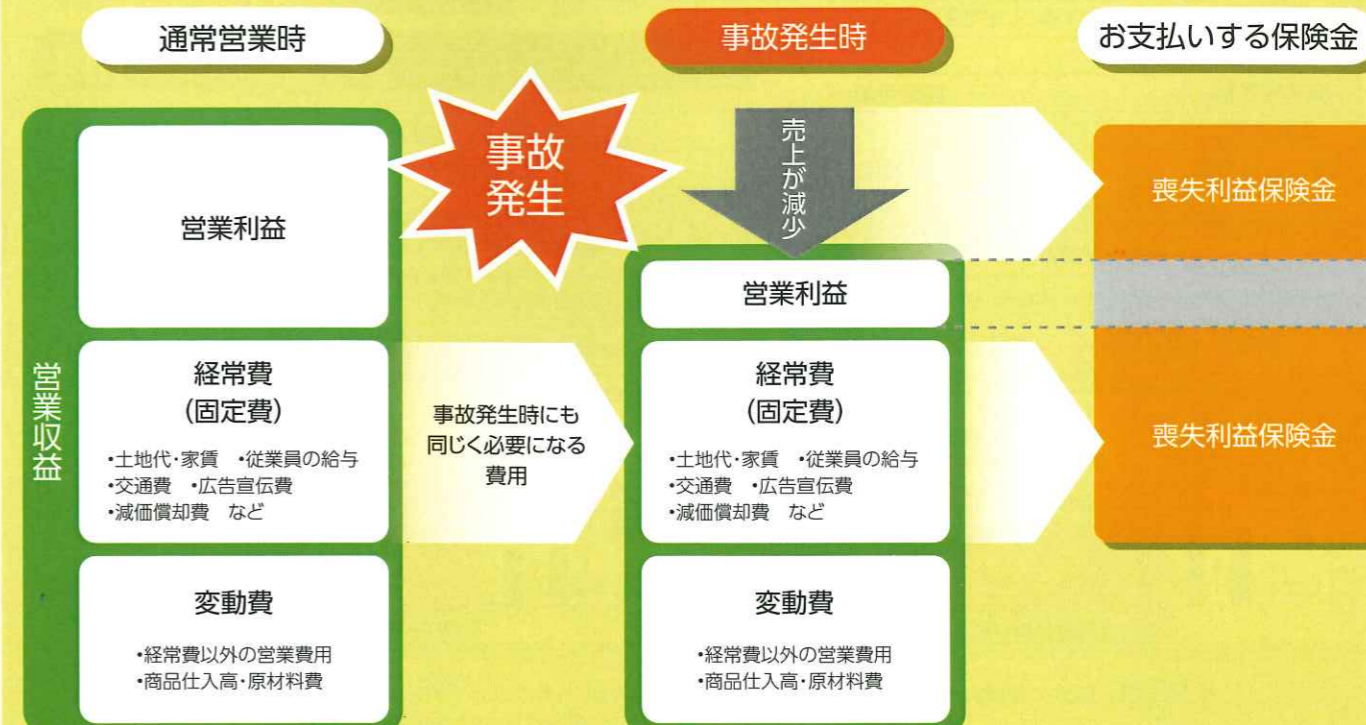 通常営業時
事故発生時
お支払いする保険金
営業収益
営業利益
経常費
(固定費)
・土地代・家賃 ・従業員の給与
・交通費 ・広告宣伝費
・減価償却費 など
変動費
・経常費以外の営業費用
・商品仕入高・原材料費
事故
発生
事故発生時にも
同じく必要になる
費用
売上が減少
営業利益
経常費
(固定費)
・土地代・家賃 ・従業員の給与
・交通費 ・広告宣伝費
・減価償却費 など
変動費
・経常費以外の営業費用
・商品仕入高・原材料費
喪失利益保険金
喪失利益保険金